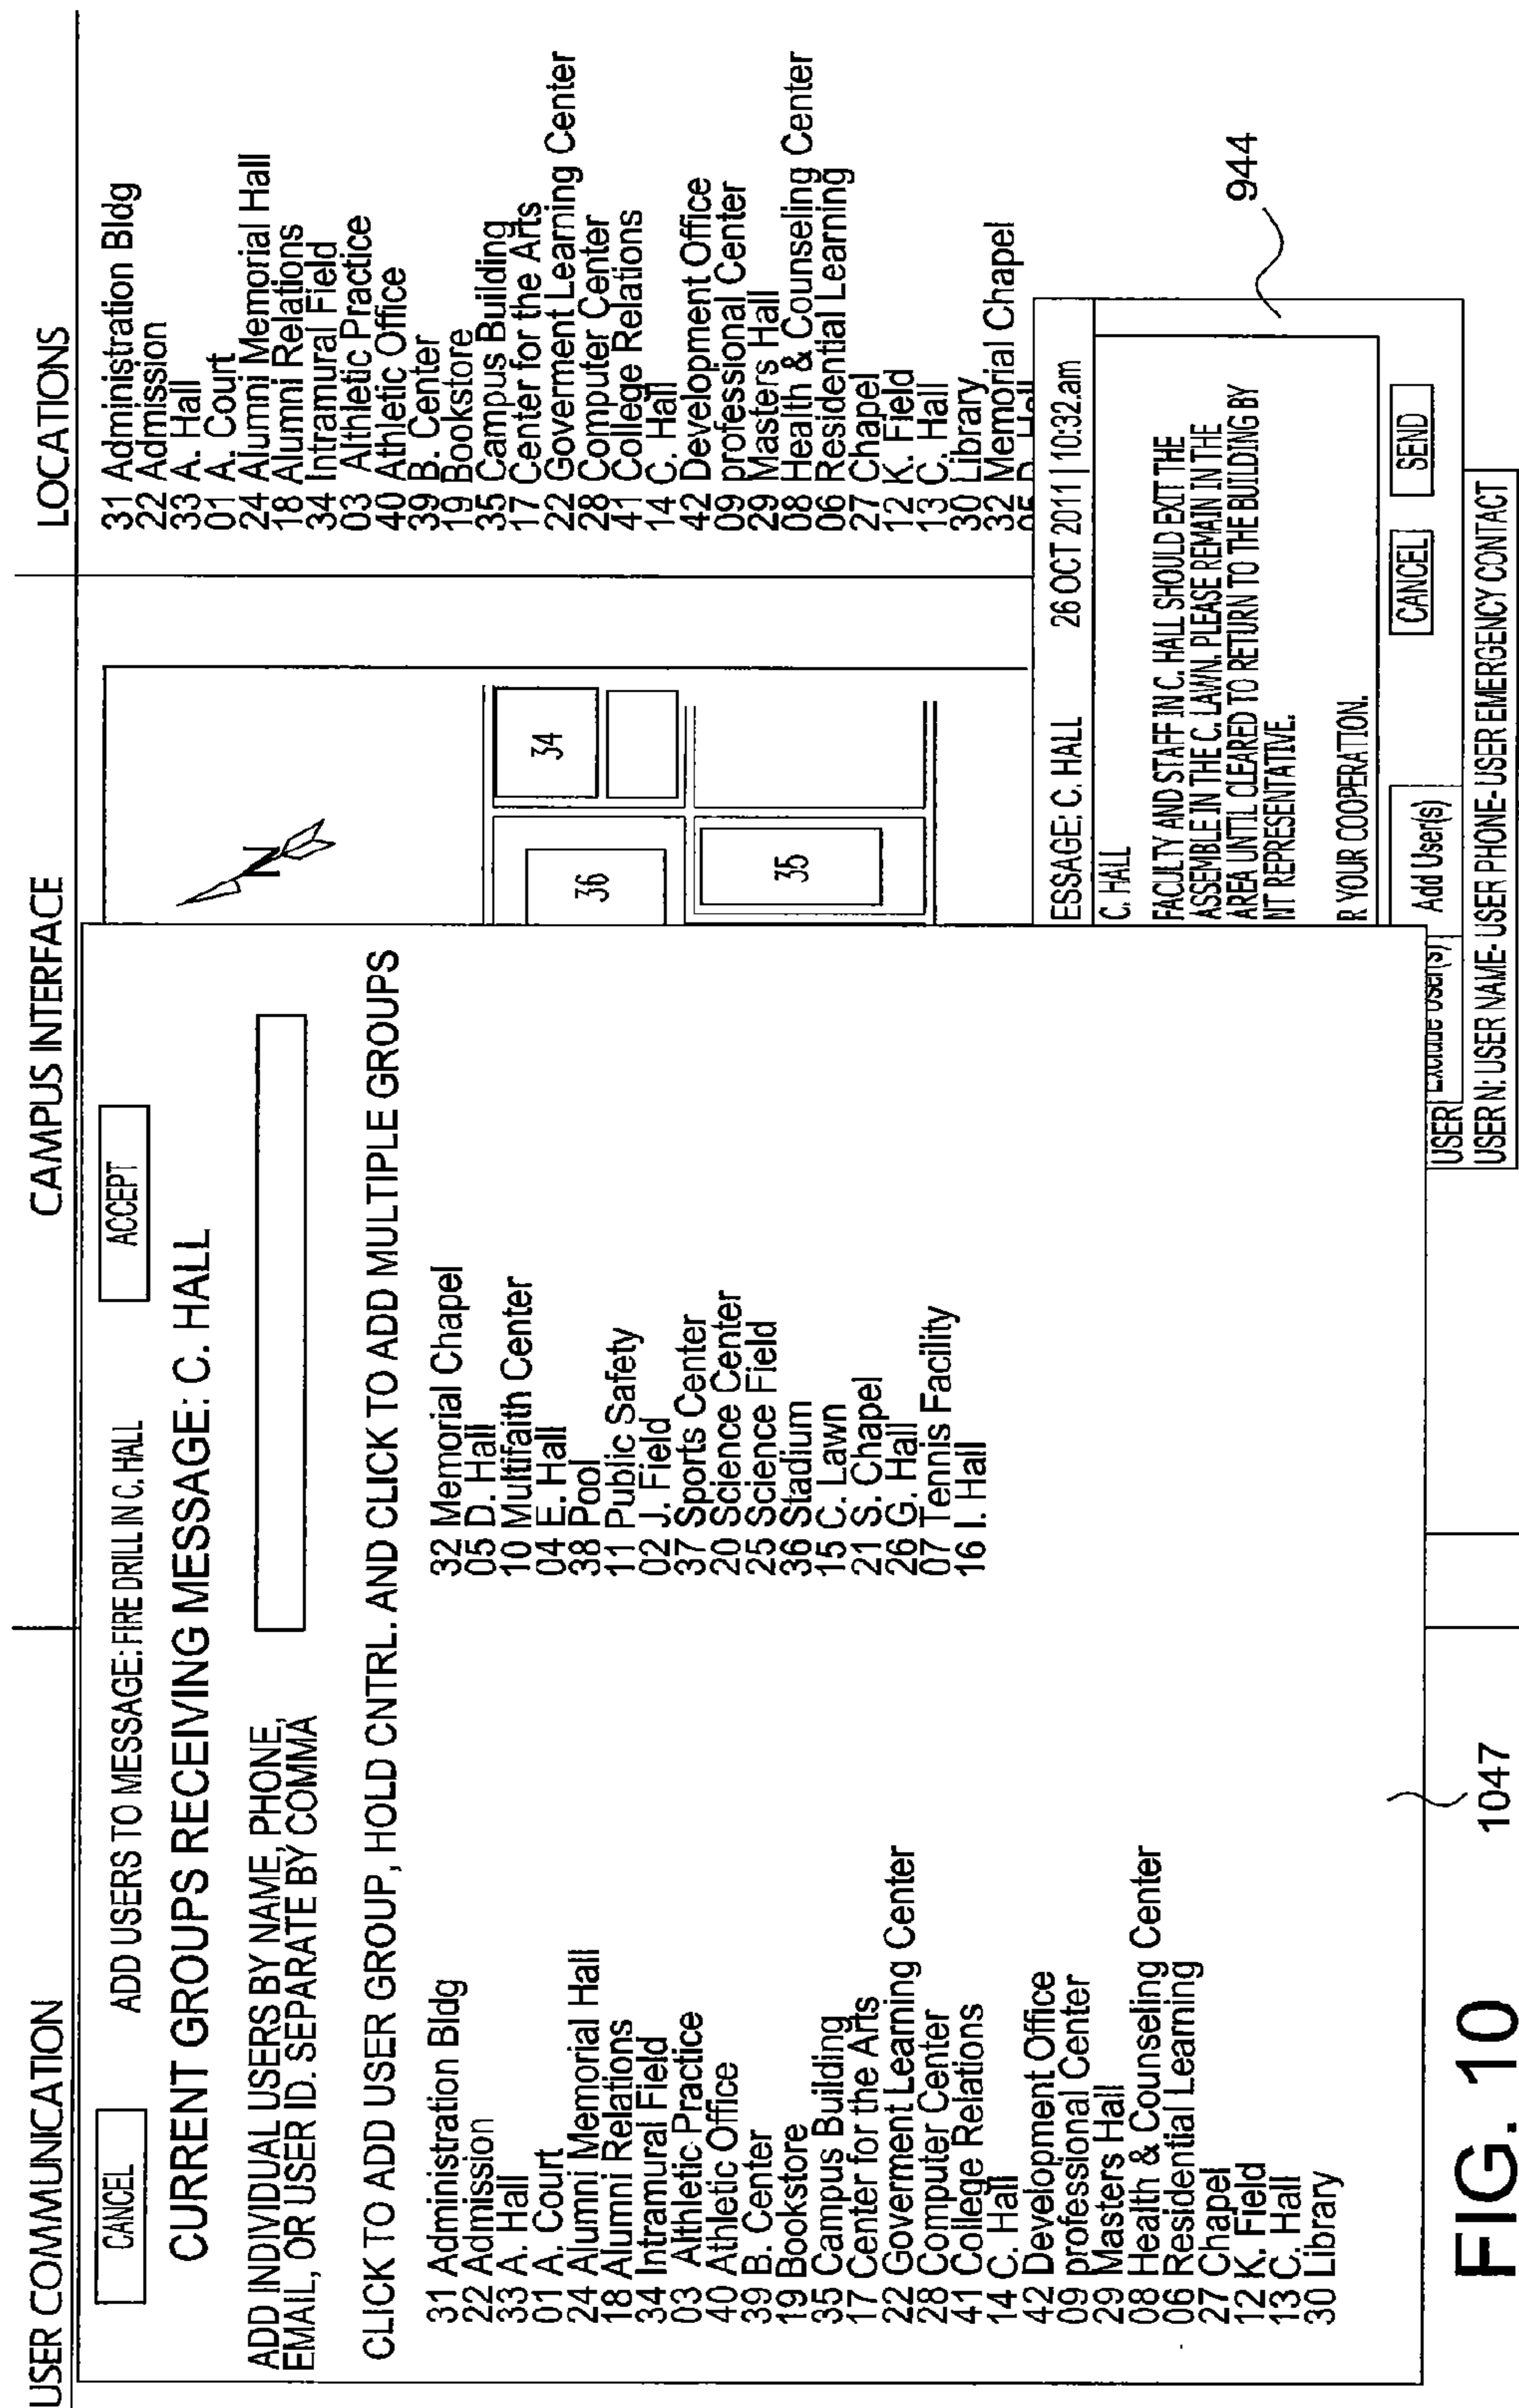 USER COMMUNICATION
CAMPUS INTERFACE
LOCATIONS
CANCEL
ADD USERS TO MESSAGE: FIRE DRILL IN C. HALL
ACCEPT
CURRENT GROUPS RECEIVING MESSAGE: C. HALL
ADD INDIVIDUAL USERS BY NAME, PHONE,
EMAIL, OR USER ID. SEPARATE BY COMMA
CLICK TO ADD USER GROUP, HOLD CNTRL. AND CLICK TO ADD MULTIPLE GROUPS
31 Administration Bldg
22 Admission
33 A. Hall
01 A. Court
24 Alumni Memorial Hall
18 Alumni Relations
34 Intramural Field
03 Althletic Practice
40 Athletic Office
39 B. Center
19 Bookstore
35 Campus Building
17 Center for the Arts
22 Goverment Learning Center
28 Computer Center
41 College Relations
14 C. Hall
42 Development Office
09 professional Center
29 Masters Hall
08 Health & Counseling Center
06 Residential Learning
27 Chapel
12 K. Field
13 C. Hall
30 Library
32 Memorial Chapel
05 D. Hall
10 Multifaith Center
04 E. Hall
38 Pool
11 Public Safety
02 J. Field
37 Sports Center
20 Science Center
25 Science Field
36 Stadium
15 C. Lawn
21 S. Chapel
26 G. Hall
07 Tennis Facility
16 I. Hall
N
34
36
35
31 Administration Bldg
22 Admission
33 A. Hall
01 A. Court
24 Alumni Memorial Hall
18 Alumni Relations
34 Intramural Field
03 Althletic Practice
40 Athletic Office
39 B. Center
19 Bookstore
35 Campus Building
17 Center for the Arts
22 Goverment Learning Center
28 Computer Center
41 College Relations
14 C. Hall
42 Development Office
09 professional Center
29 Masters Hall
08 Health & Counseling Center
06 Residential Learning
27 Chapel
12 K. Field
13 C. Hall
30 Library
32 Memorial Chapel
05 D. Hall
ESSAGE: C. HALL 26 OCT 2011 | 10:32.am
C. HALL
FACULTY AND STAFF IN C. HALL SHOULD EXIT THE
ASSEMBLE IN THE C. LAWN. PLEASE REMAIN IN THE
AREA UNTIL CLEARED TO RETURN TO THE BUILDING BY
NT REPRESENTATIVE.
R YOUR COOPERATION.
Exclude User(s)
Add User(s)
CANCEL
SEND
USER
USER N: USER NAME- USER PHONE- USER EMERGENCY CONTACT
944
1047
FIG. 10